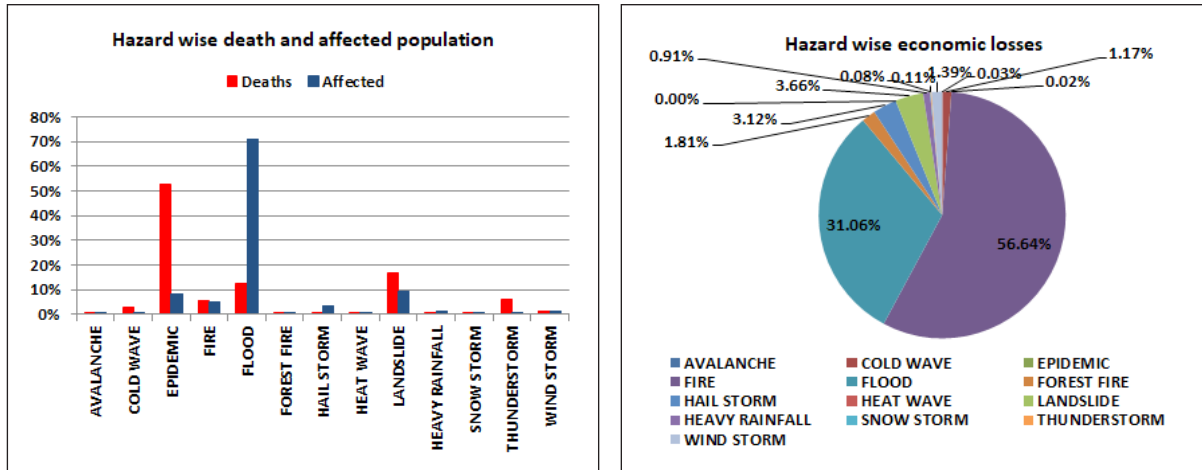 Hazard wise death and affected population
Deaths Affected
80%
70%
60%
50%
40%
30%
20%
10%
0%
AVALANCHE
COLD WAVE
EPIDEMIC
FIRE
FLOOD
FOREST FIRE
HAIL STORM
HEAT WAVE
LANDSLIDE
HEAVY RAINFALL
SNOW STORM
THUNDERSTORM
WIND STORM
Hazard wise economic losses
0.91%
0.08%
0.11%
1.39%
0.03%
1.17%
3.66%
0.02%
0.00%
3.12%
1.81%
31.06%
56.64%
AVALANCHE COLD WAVE EPIDEMIC
FIRE FLOOD FOREST FIRE
HAIL STORM HEAT WAVE LANDSLIDE
HEAVY RAINFALL SNOW STORM THUNDERSTORM
WIND STORM